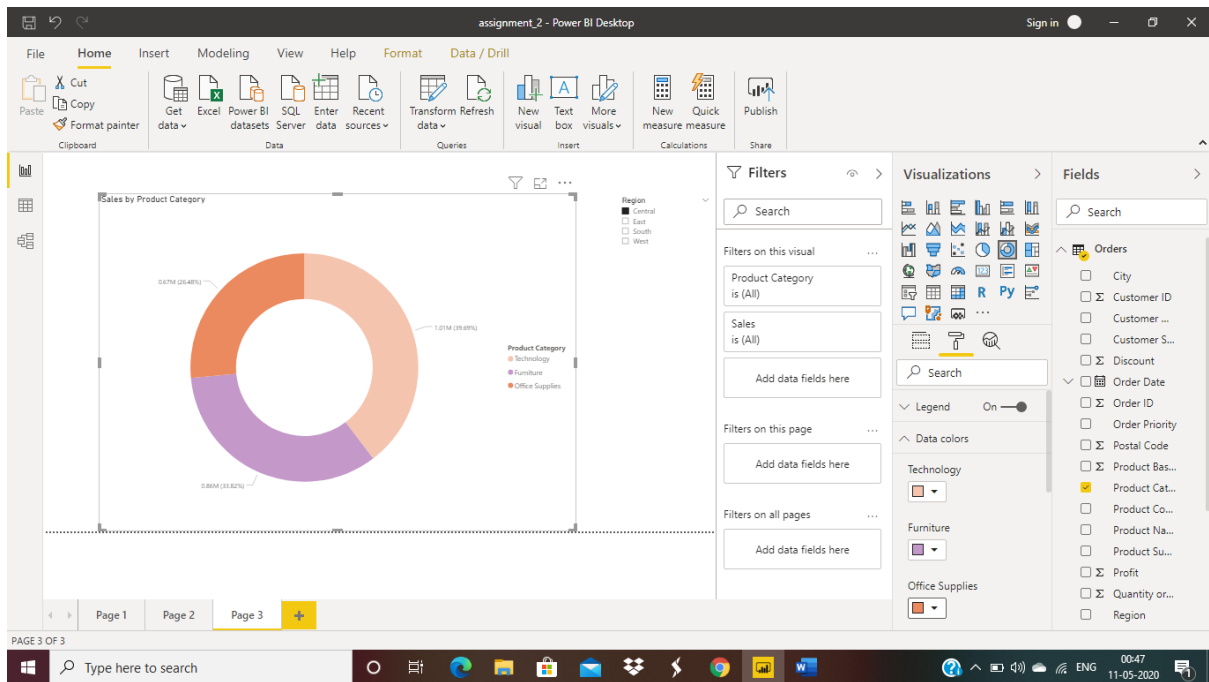 assignment_2 - Power BI Desktop
Sign in
File Home Insert Modeling View Help Format Data / Drill
Paste
Cut
Copy
Format painter
Clipboard
Get data
Excel
Power BI datasets
SQL Server
Enter data
Recent sources
Data
Transform data
Refresh
Queries
New visual
Text box
More visuals
Insert
New measure
Quick measure
Calculations
Publish
Share
Sales by Product Category
0.67M (26.48%)
1.01M (39.69%)
0.86M (33.82%)
Product Category
Technology
Furniture
Office Supplies
Region
Central
East
South
West
Filters
Search
Filters on this visual
Product Category
is (All)
Sales
is (All)
Add data fields here
Filters on this page
Add data fields here
Filters on all pages
Add data fields here
Visualizations
123
R Py
Search
Legend On
Data colors
Technology
Furniture
Office Supplies
Fields
Search
Orders
City
Σ Customer ID
Customer ...
Customer S...
Σ Discount
Order Date
Σ Order ID
Order Priority
Σ Postal Code
Σ Product Bas...
Product Cat...
Product Co...
Product Na...
Product Su...
Σ Profit
Σ Quantity or...
Region
Page 1 Page 2 Page 3 +
PAGE 3 OF 3
Type here to search
ENG
00:47
11-05-2020
1